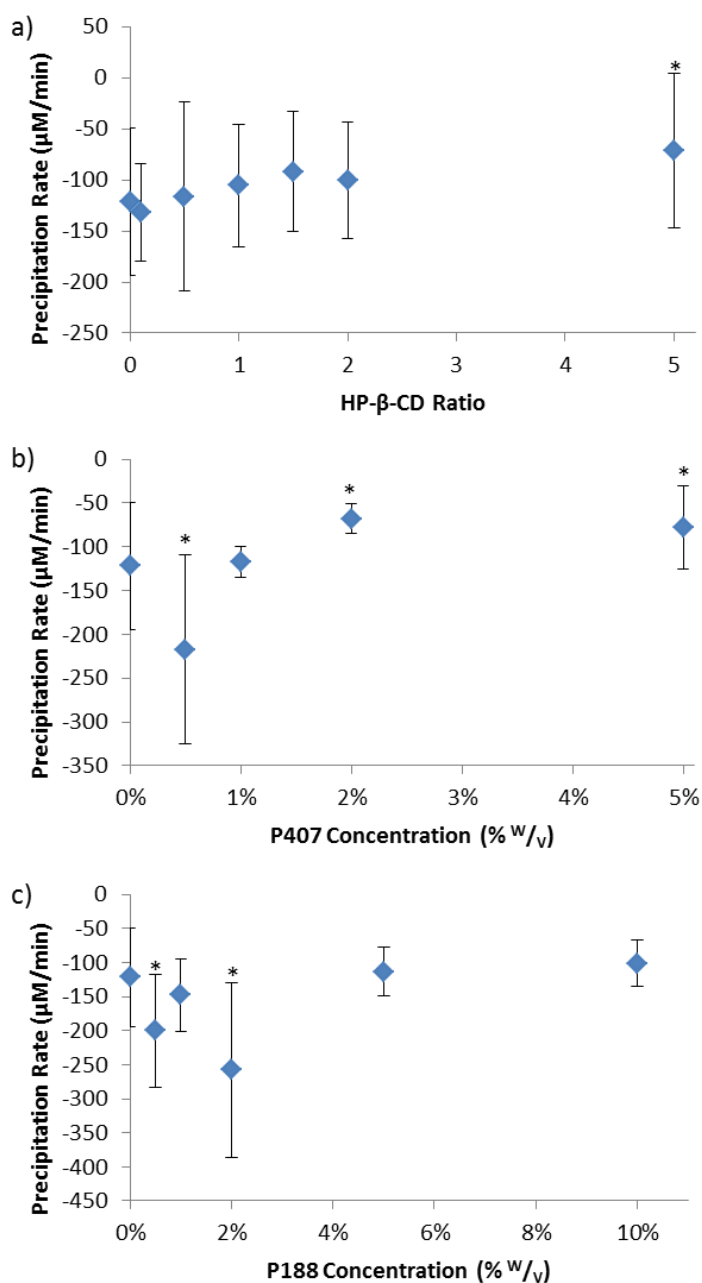 a)
Precipitation Rate (µM/min)
50
0
-50
-100
-150
-200
-250
*
0 1 2 3 4 5
HP-β-CD Ratio
b)
Precipitation Rate (µM/min)
0
-50
-100
-150
-200
-250
-300
-350
* * *
0% 1% 2% 3% 4% 5%
P407 Concentration (% W/V)
c)
Precipitation Rate (µM/min)
0
-50
-100
-150
-200
-250
-300
-350
-400
-450
* *
0% 2% 4% 6% 8% 10%
P188 Concentration (% W/V)